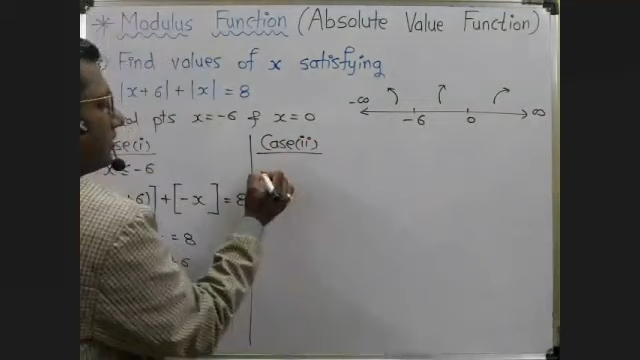 * Modulus Function (Absolute Value Function)
Find values of x satisfying
|x+6| + |x| = 8
pts x=-6 & x=0
-∞ -6 0 ∞
Case(ii)
≤ -6
6)] + [-x] = 8
= 8